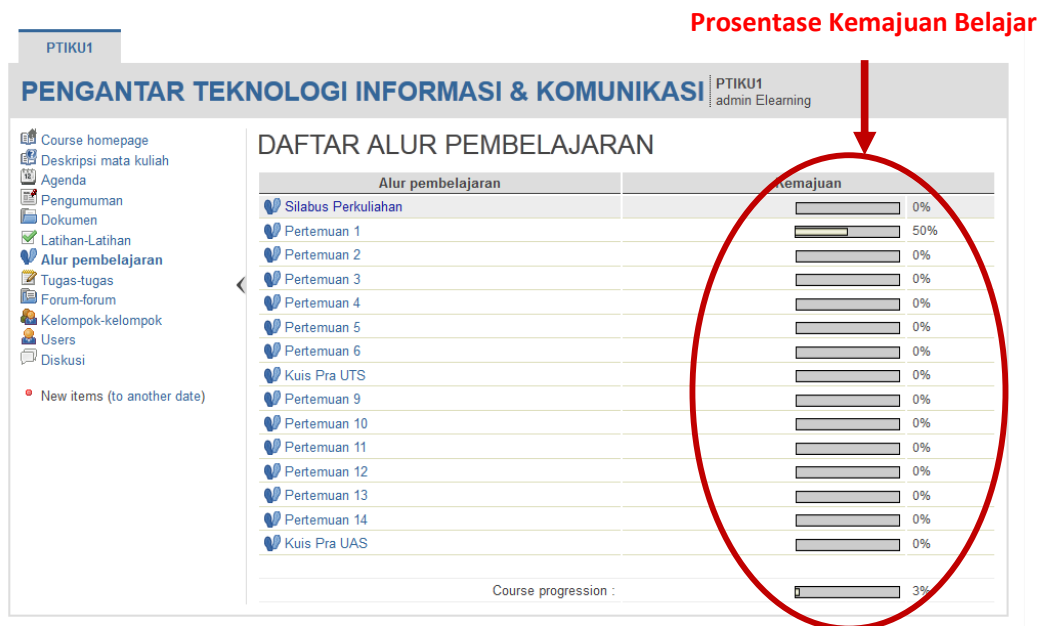 Prosentase Kemajuan Belajar
PTIKU1
PENGANTAR TEKNOLOGI INFORMASI & KOMUNIKASI
PTIKU1
admin Elearning
Course homepage
Deskripsi mata kuliah
Agenda
Pengumuman
Dokumen
Latihan-Latihan
Alur pembelajaran
Tugas-tugas
Forum-forum
Kelompok-kelompok
Users
Diskusi
New items (to another date)
DAFTAR ALUR PEMBELAJARAN
Alur pembelajaran Kemajuan
Silabus Perkuliahan 0%
Pertemuan 1 50%
Pertemuan 2 0%
Pertemuan 3 0%
Pertemuan 4 0%
Pertemuan 5 0%
Pertemuan 6 0%
Kuis Pra UTS 0%
Pertemuan 9 0%
Pertemuan 10 0%
Pertemuan 11 0%
Pertemuan 12 0%
Pertemuan 13 0%
Pertemuan 14 0%
Kuis Pra UAS 0%
Course progression : 3%